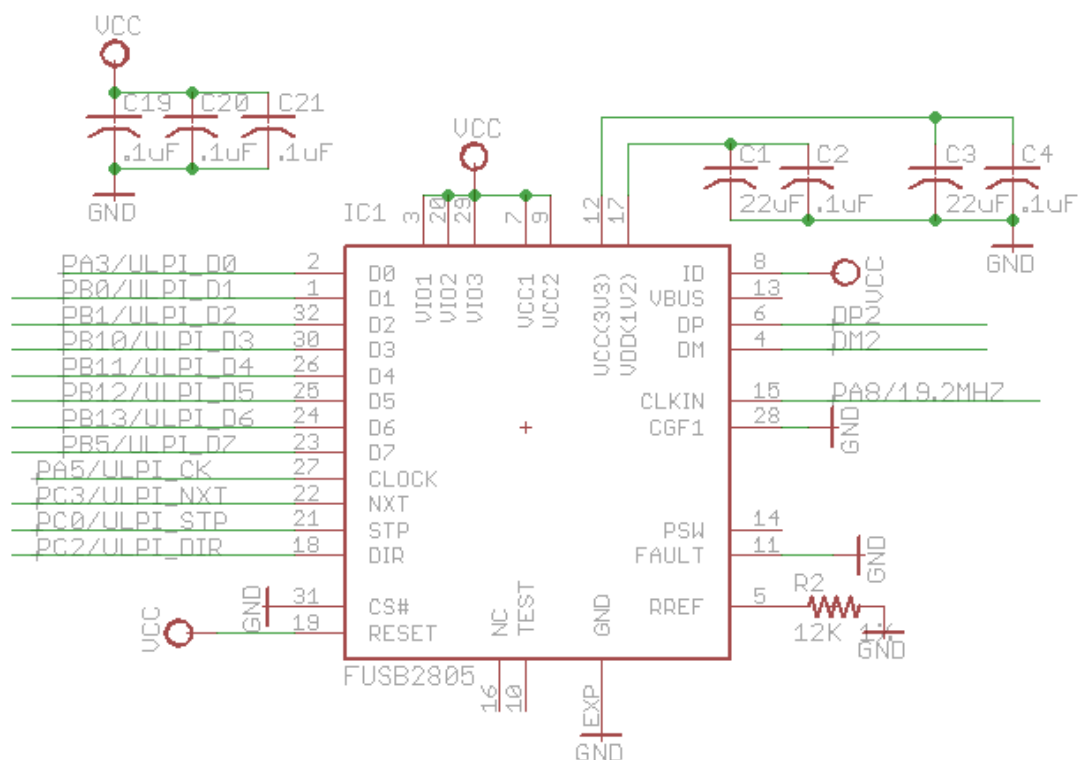 VCC
C19 C20 C21
.1uF .1uF .1uF
GND
VCC
C1 C2 C3 C4
22uF .1uF 22uF .1uF
GND
IC1
3 20 29 7 9 12 17
VIO1 VIO2 VIO3 VCC1 VCC2 VCC(3V3) VDD(1V2)
PA3/ULPI_D0 2 D0
PB0/ULPI_D1 1 D1
PB1/ULPI_D2 32 D2
PB10/ULPI_D3 30 D3
PB11/ULPI_D4 26 D4
PB12/ULPI_D5 25 D5
PB13/ULPI_D6 24 D6
PB5/ULPI_D7 23 D7
PA5/ULPI_CK 27 CLOCK
PC3/ULPI_NXT 22 NXT
PC0/ULPI_STP 21 STP
PC2/ULPI_DIR 18 DIR
GND 31 CS#
VCC 19 RESET
ID 8 VCC
VBUS 13
DP 6 DP2
DM 4 DM2
CLKIN 15 PA8/19.2MHZ
CGF1 28 GND
PSW 14
FAULT 11 GND
RREF 5 R2
12K 1%
GND
NC TEST GND
FUSB2805
16 10 EXP
GND